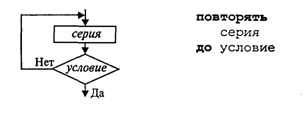 серия
условие
Нет
Да
повторять
серия
до условие